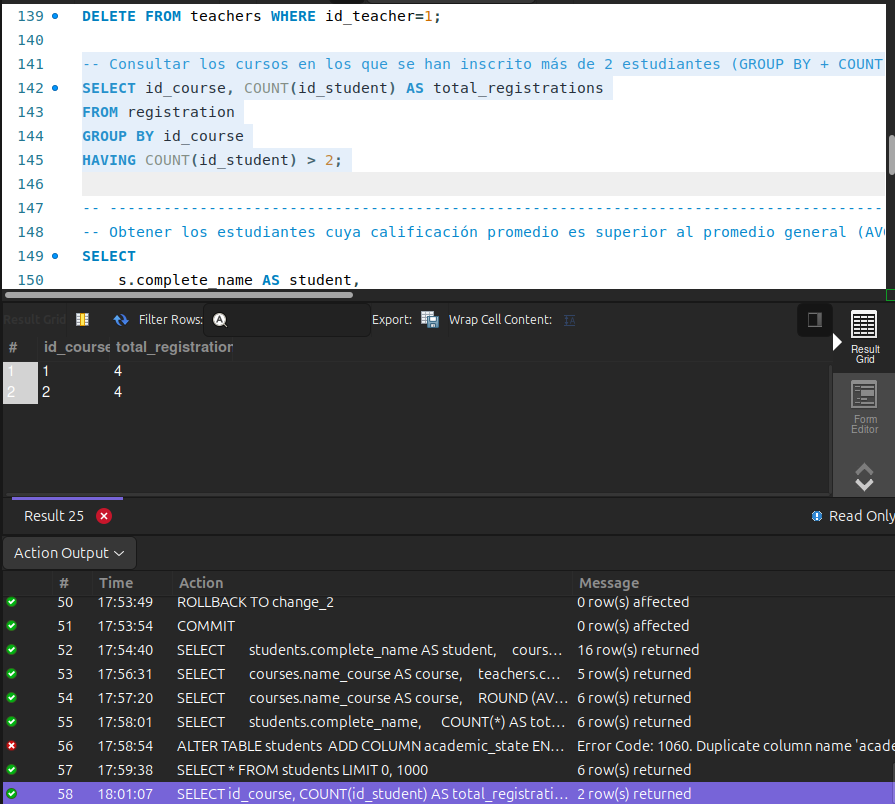 139 DELETE FROM teachers WHERE id_teacher=1;
140
141 -- Consultar los cursos en los que se han inscrito más de 2 estudiantes (GROUP BY + COUNT
142 SELECT id_course, COUNT(id_student) AS total_registrations
143 FROM registration
144 GROUP BY id_course
145 HAVING COUNT(id_student) > 2;
146
147 -- --------------------------------------------------------------------------------------
148 -- Obtener los estudiantes cuya calificación promedio es superior al promedio general (AVG
149 SELECT
150 s.complete_name AS student,
Result Grid Filter Rows: A Export: Wrap Cell Content: IA
# id_course total_registration
1 1 4
2 2 4
Result Grid
Form Editor
Result 25 Read Only
Action Output
# Time Action Message
50 17:53:49 ROLLBACK TO change_2 0 row(s) affected
51 17:53:54 COMMIT 0 row(s) affected
52 17:54:40 SELECT students.complete_name AS student, cours... 16 row(s) returned
53 17:56:31 SELECT courses.name_course AS course, teachers.c... 5 row(s) returned
54 17:57:20 SELECT courses.name_course AS course, ROUND (AV... 6 row(s) returned
55 17:58:01 SELECT students.complete_name, COUNT(*) AS tot... 6 row(s) returned
56 17:58:54 ALTER TABLE students ADD COLUMN academic_state EN... Error Code: 1060. Duplicate column name 'acade
57 17:59:38 SELECT * FROM students LIMIT 0, 1000 6 row(s) returned
58 18:01:07 SELECT id_course, COUNT(id_student) AS total_registrati... 2 row(s) returned